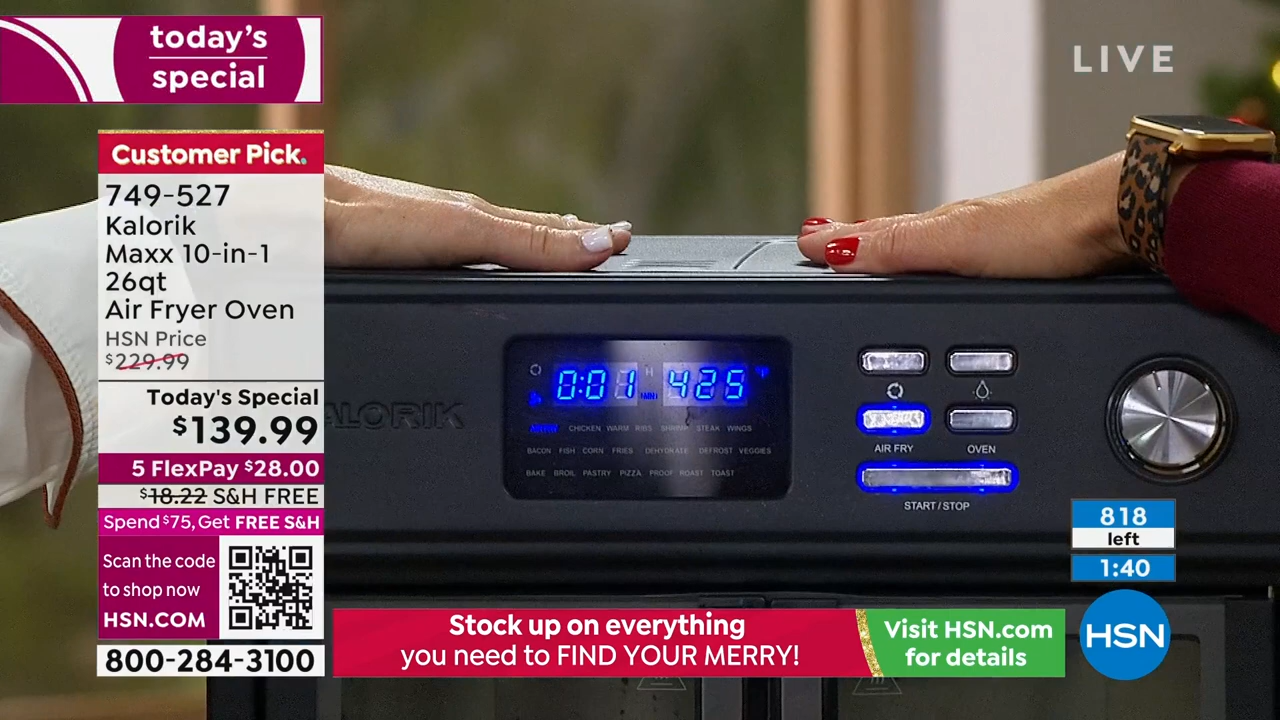 today's
special
LIVE
Customer Pick.
749-527
Kalorik
Maxx 10-in-1
26qt
Air Fryer Oven
HSN Price
$229.99
Today's Special
$139.99
5 FlexPay $28.00
$18.22 S&H FREE
Spend $75, Get FREE S&H
Scan the code
to shop now
HSN.COM
800-284-3100
ALORIK
0:01 H 425
MIN
AIRFRY CHICKEN WARM RIBS SHRIMP STEAK WINGS
BACON FISH CORN FRIES DEHYDRATE DEFROST VEGGIES
BAKE BROIL PASTRY PIZZA PROOF ROAST TOAST
AIR FRY OVEN
START / STOP
818
left
1:40
Stock up on everything
you need to FIND YOUR MERRY!
Visit HSN.com
for details
HSN